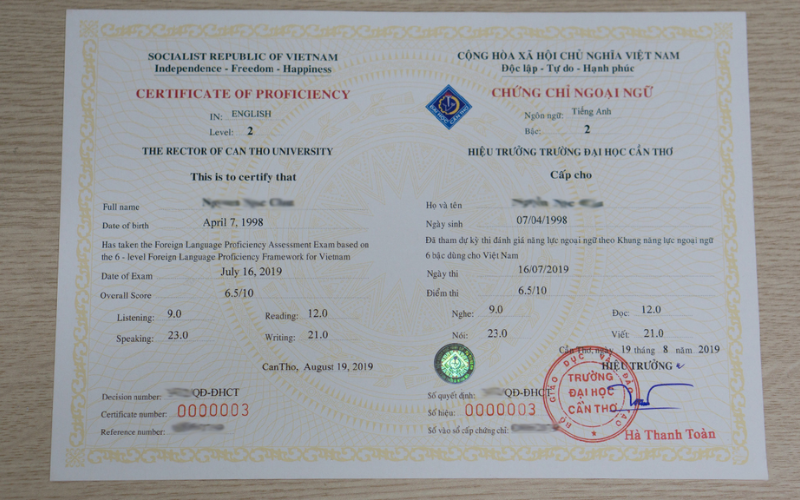 SOCIALIST REPUBLIC OF VIETNAM
Independence - Freedom - Happiness
CERTIFICATE OF PROFICIENCY
IN: ENGLISH
Level: 2
THE RECTOR OF CAN THO UNIVERSITY
This is to certify that
Full name
Date of birth April 7, 1998
Has taken the Foreign Language Proficiency Assessment Exam based on
the 6 - level Foreign Language Proficiency Framework for Vietnam
Date of Exam July 16, 2019
Overall Score 6.5/10
Listening: 9.0 Reading: 12.0
Speaking: 23.0 Writing: 21.0
CanTho, August 19, 2019
Decision number: QĐ-ĐHCT
Certificate number: 0000003
Reference number:
ĐẠI HỌC CẦN THƠ
CỘNG HÒA XÃ HỘI CHỦ NGHĨA VIỆT NAM
Độc lập - Tự do - Hạnh phúc
CHỨNG CHỈ NGOẠI NGỮ
Ngôn ngữ: Tiếng Anh
Bậc: 2
HIỆU TRƯỞNG TRƯỜNG ĐẠI HỌC CẦN THƠ
Cấp cho
Họ và tên
Ngày sinh 07/04/1998
Đã tham dự kỳ thi đánh giá năng lực ngoại ngữ theo Khung năng lực ngoại ngữ
6 bậc dùng cho Việt Nam
Ngày thi 16/07/2019
Điểm thi 6.5/10
Nghe: 9.0 Đọc: 12.0
Nói: 23.0 Viết: 21.0
Cần Thơ, ngày 19 tháng 8 năm 2019
HIỆU TRƯỞNG
BỘ GIÁO DỤC VÀ ĐÀO TẠO
TRƯỜNG
ĐẠI HỌC
CẦN THƠ
Số quyết định: QĐ-ĐHCT
Số hiệu: 0000003
Số vào sổ cấp chứng chỉ:
Hà Thanh Toàn